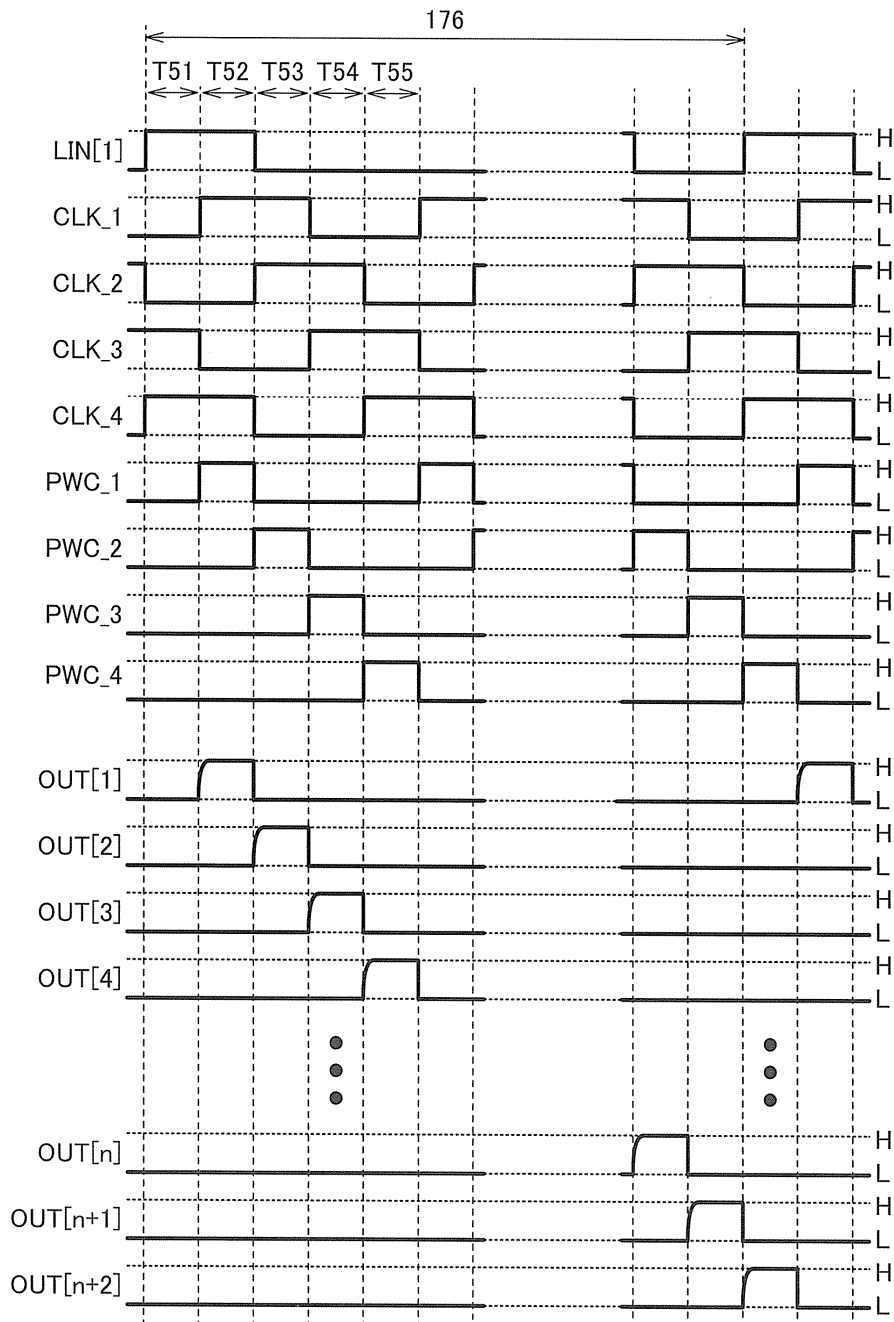 176
T51 T52 T53 T54 T55
LIN[1] H
L
CLK_1 H
L
CLK_2 H
L
CLK_3 H
L
CLK_4 H
L
PWC_1 H
L
PWC_2 H
L
PWC_3 H
L
PWC_4 H
L
OUT[1] H
L
OUT[2] H
L
OUT[3] H
L
OUT[4] H
L
OUT[n] H
L
OUT[n+1] H
L
OUT[n+2] H
L